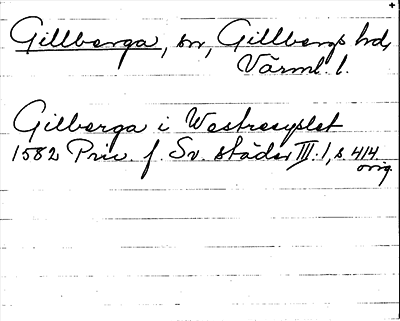 Gillberga, sn, Gillbergs hd,
Värml. l.
Gilberga i Westresyslet
1582 Priv. f. Sv. städer III:1, s. 414
orig.